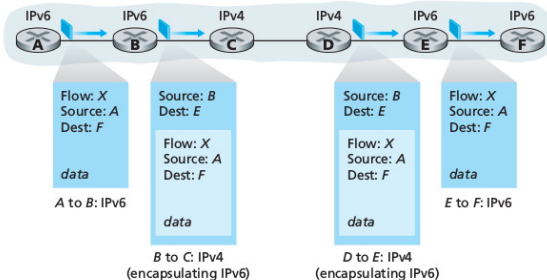 IPv6
IPv6
IPv4
IPv4
IPv6
IPv6
A
B
C
D
E
F
Flow: X
Source: A
Dest: F
data
A to B: IPv6
Source: B
Dest: E
Flow: X
Source: A
Dest: F
data
B to C: IPv4
(encapsulating IPv6)
Source: B
Dest: E
Flow: X
Source: A
Dest: F
data
D to E: IPv4
(encapsulating IPv6)
Flow: X
Source: A
Dest: F
data
E to F: IPv6